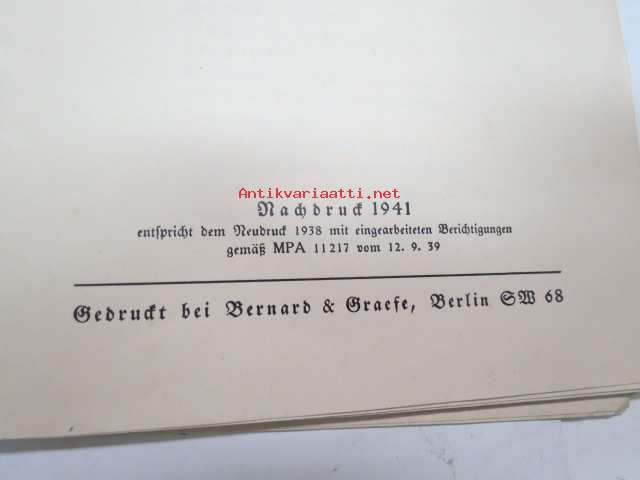 Antikvariaatti.net
Nachdruck 1941
entspricht dem Neudruck 1938 mit eingearbeiteten Berichtigungen
gemäß MPA 11217 vom 12. 9. 39
Gedruckt bei Bernard & Graefe, Berlin SW 68